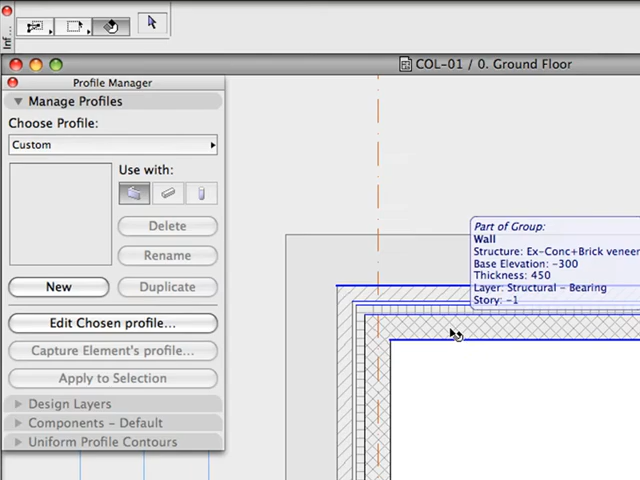 Inf...
COL-01 / 0. Ground Floor
Profile Manager
Manage Profiles
Choose Profile:
Custom
Use with:
Delete
Rename
New
Duplicate
Edit Chosen profile...
Capture Element's profile...
Apply to Selection
Design Layers
Components - Default
Uniform Profile Contours
Part of Group:
Wall
Structure: Ex-Conc+Brick veneer
Base Elevation: -300
Thickness: 450
Layer: Structural - Bearing
Story: -1